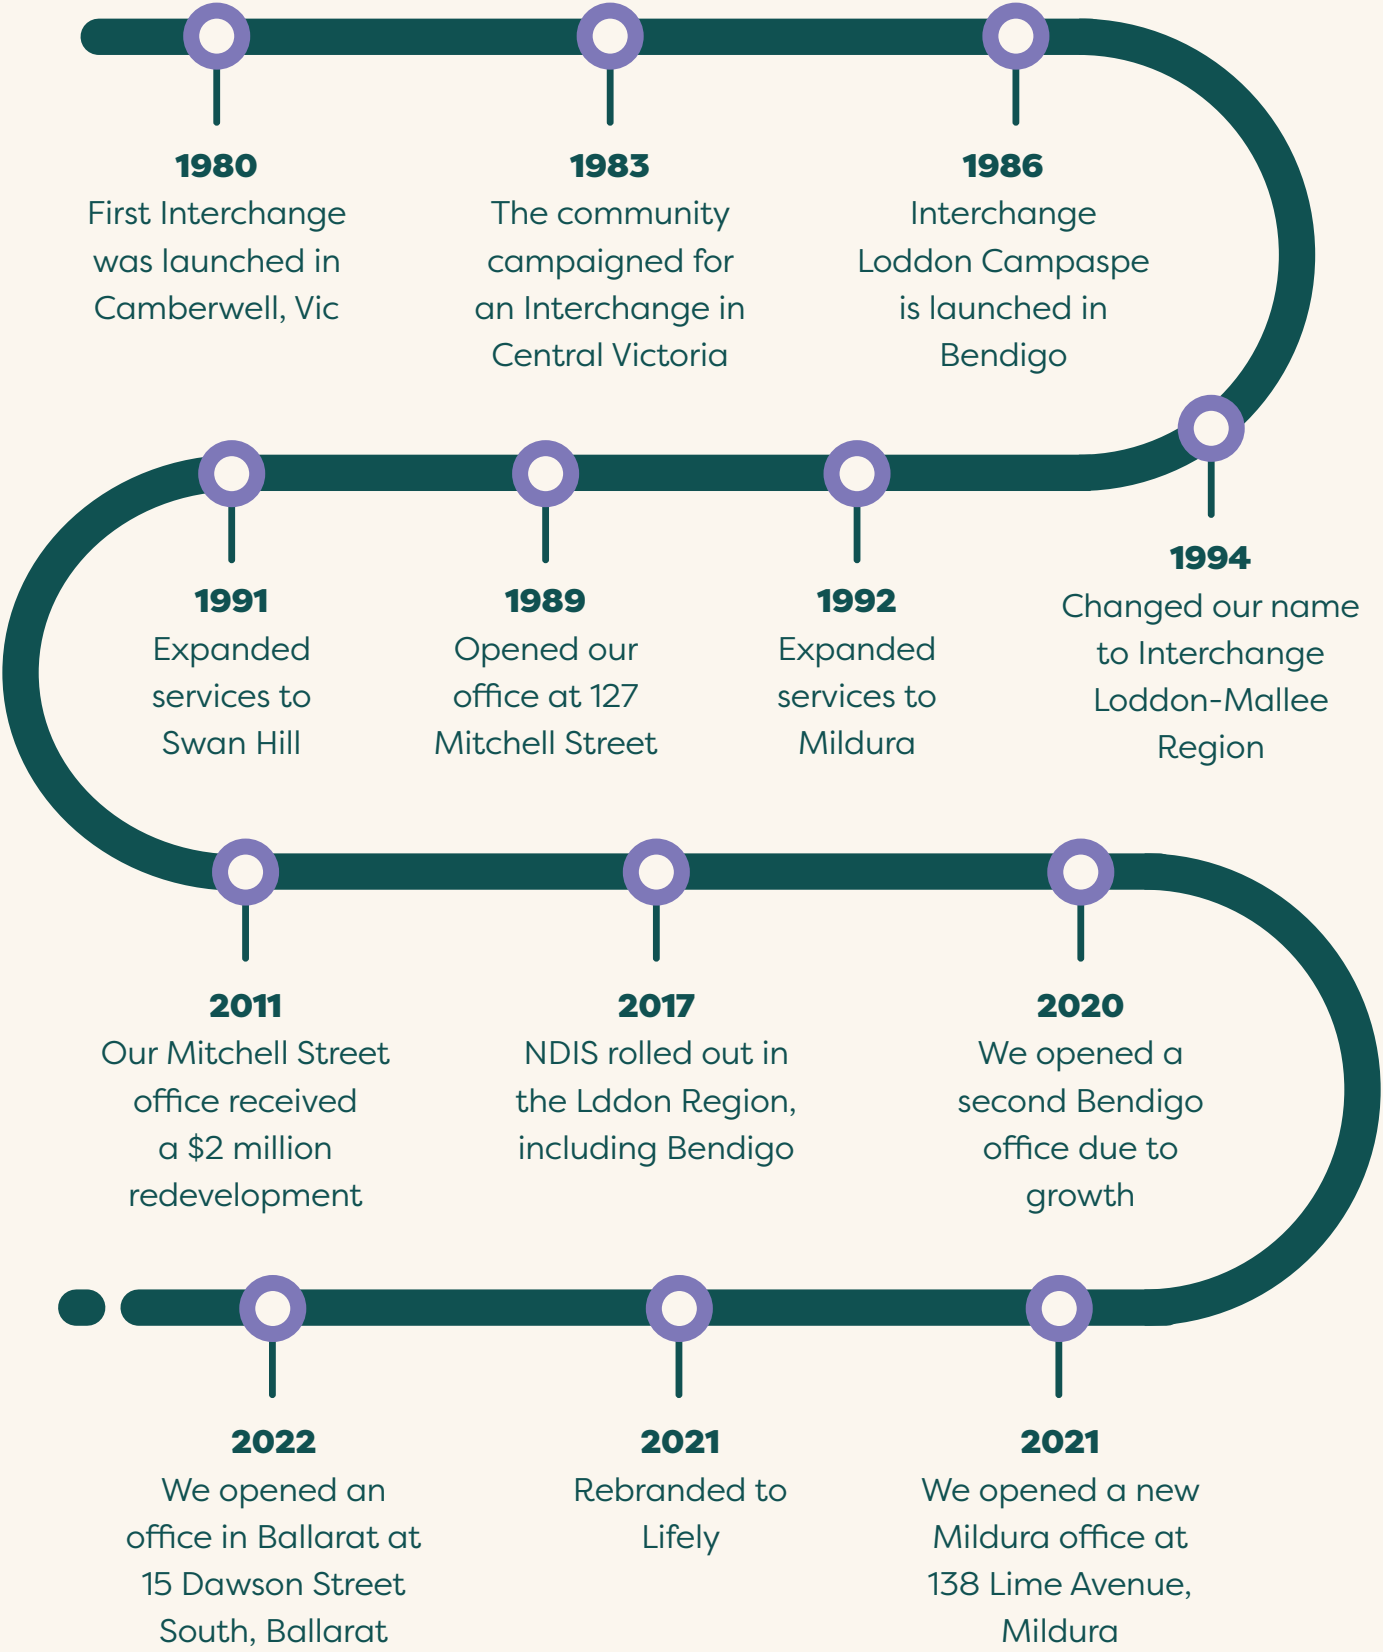 1980
First Interchange
was launched in
Camberwell, Vic
1983
The community
campaigned for
an Interchange in
Central Victoria
1986
Interchange
Loddon Campaspe
is launched in
Bendigo
1994
Changed our name
to Interchange
Loddon-Mallee
Region
1992
Expanded
services to
Mildura
1989
Opened our
office at 127
Mitchell Street
1991
Expanded
services to
Swan Hill
2011
Our Mitchell Street
office received
a $2 million
redevelopment
2017
NDIS rolled out in
the Lddon Region,
including Bendigo
2020
We opened a
second Bendigo
office due to
growth
2021
We opened a new
Mildura office at
138 Lime Avenue,
Mildura
2021
Rebranded to
Lifely
2022
We opened an
office in Ballarat at
15 Dawson Street
South, Ballarat